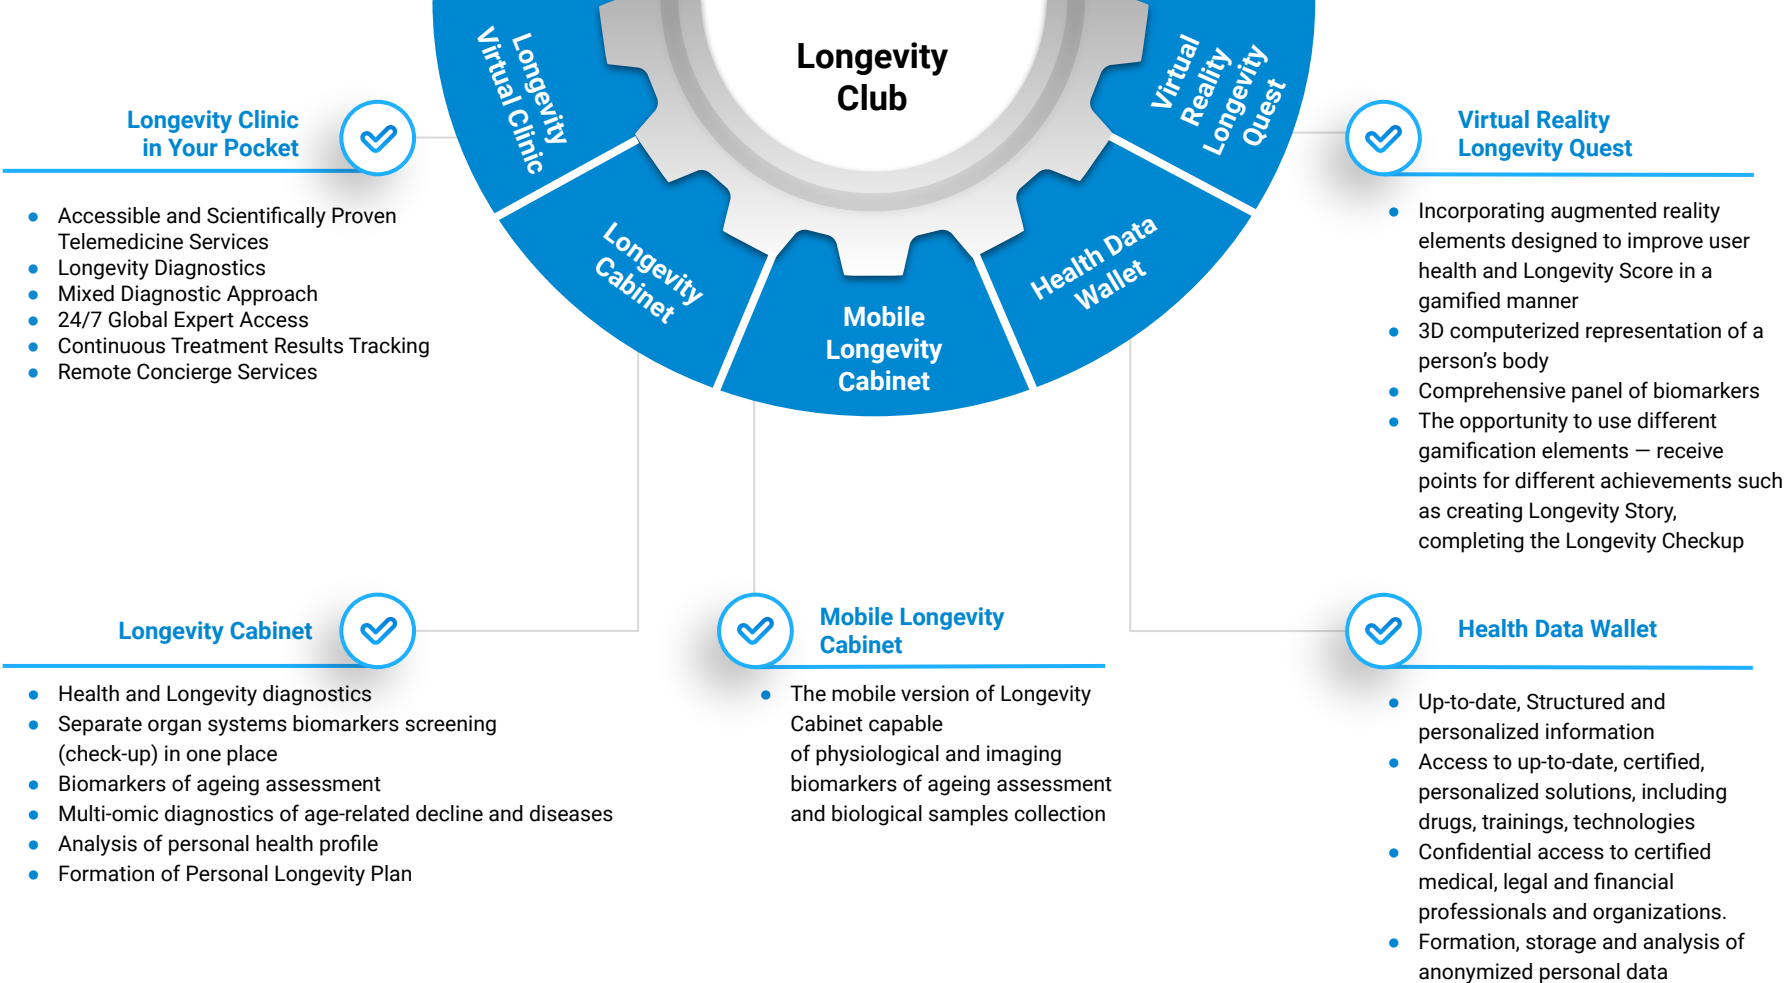 Longevity
Club
Longevity
Virtual Clinic
Longevity
Cabinet
Mobile
Longevity
Cabinet
Health Data
Wallet
Virtual
Reality
Longevity
Quest
Longevity Clinic
in Your Pocket
Accessible and Scientifically Proven
Telemedicine Services
Longevity Diagnostics
Mixed Diagnostic Approach
24/7 Global Expert Access
Continuous Treatment Results Tracking
Remote Concierge Services
Virtual Reality
Longevity Quest
Incorporating augmented reality
elements designed to improve user
health and Longevity Score in a
gamified manner
3D computerized representation of a
person's body
Comprehensive panel of biomarkers
The opportunity to use different
gamification elements — receive
points for different achievements such
as creating Longevity Story,
completing the Longevity Checkup
Longevity Cabinet
Health and Longevity diagnostics
Separate organ systems biomarkers screening
(check-up) in one place
Biomarkers of ageing assessment
Multi-omic diagnostics of age-related decline and diseases
Analysis of personal health profile
Formation of Personal Longevity Plan
Mobile Longevity
Cabinet
The mobile version of Longevity
Cabinet capable
of physiological and imaging
biomarkers of ageing assessment
and biological samples collection
Health Data Wallet
Up-to-date, Structured and
personalized information
Access to up-to-date, certified,
personalized solutions, including
drugs, trainings, technologies
Confidential access to certified
medical, legal and financial
professionals and organizations.
Formation, storage and analysis of
anonymized personal data